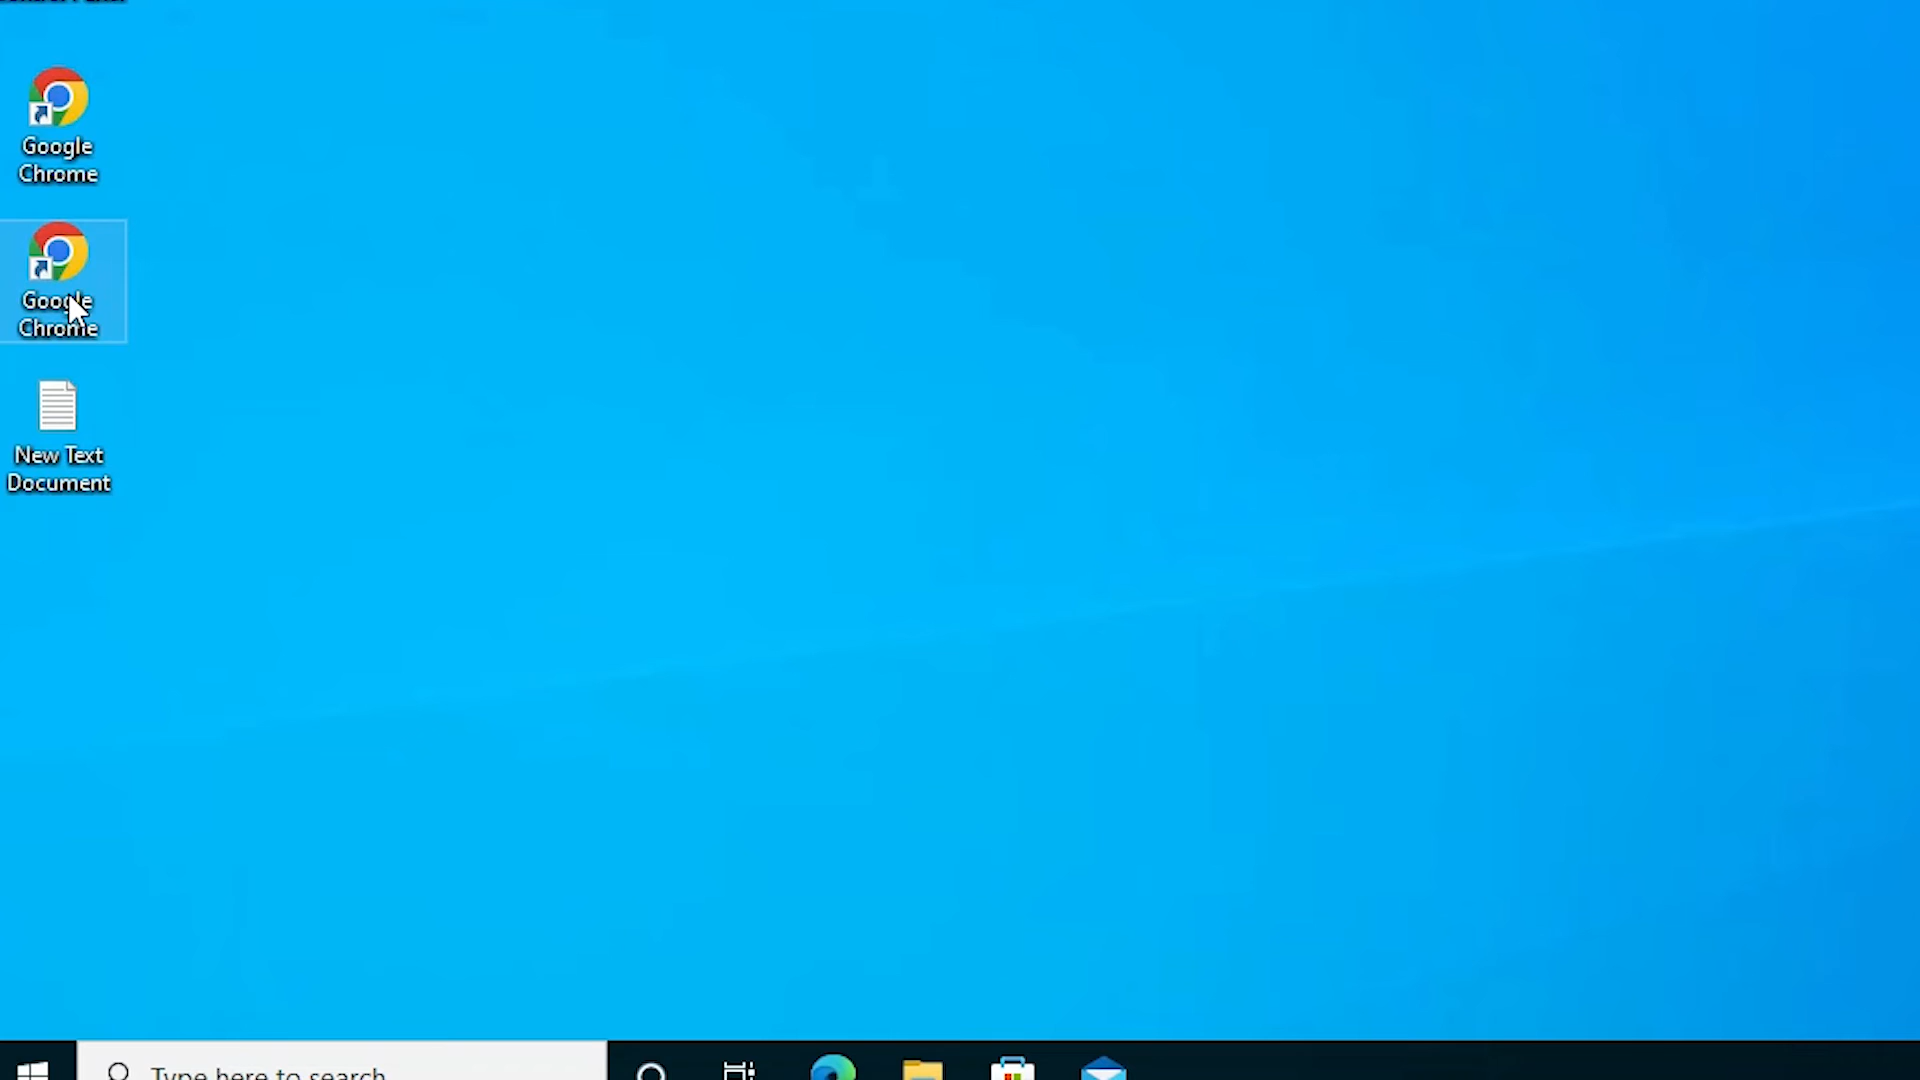 Google
Chrome
Google
Chrome
New Text
Document
Type here to search